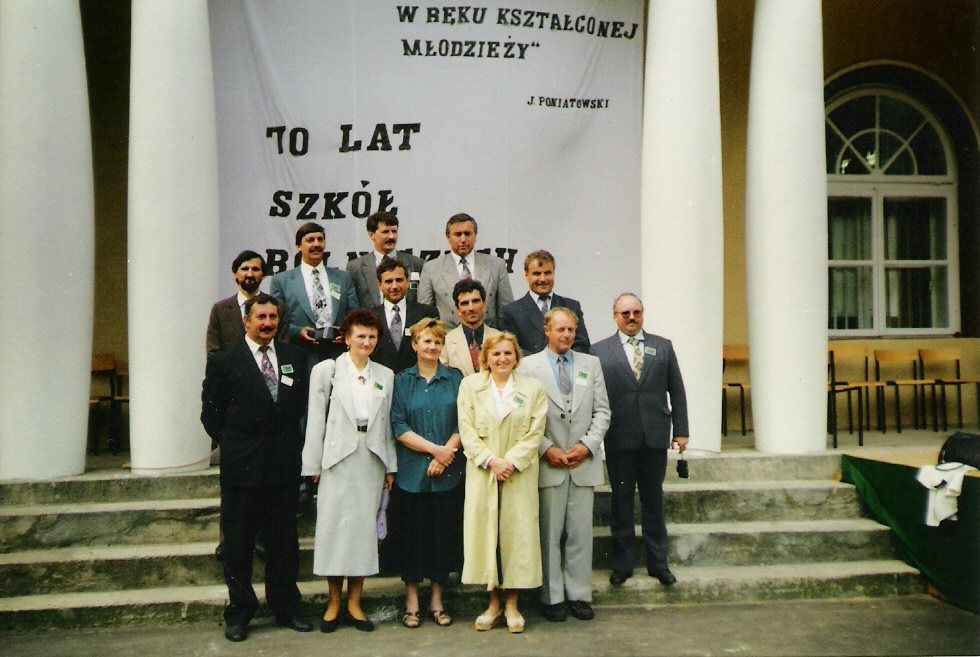 W RĘKU KSZTAŁCONEJ
MŁODZIEŻY"
J. PONIATOWSKI
70 LAT
SZKÓŁ